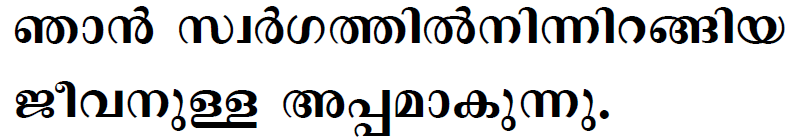 ഞാൻ സ്വർഗത്തിൽനിന്നിറങ്ങിയ
ജീവനുള്ള അപ്പമാകുന്നു.